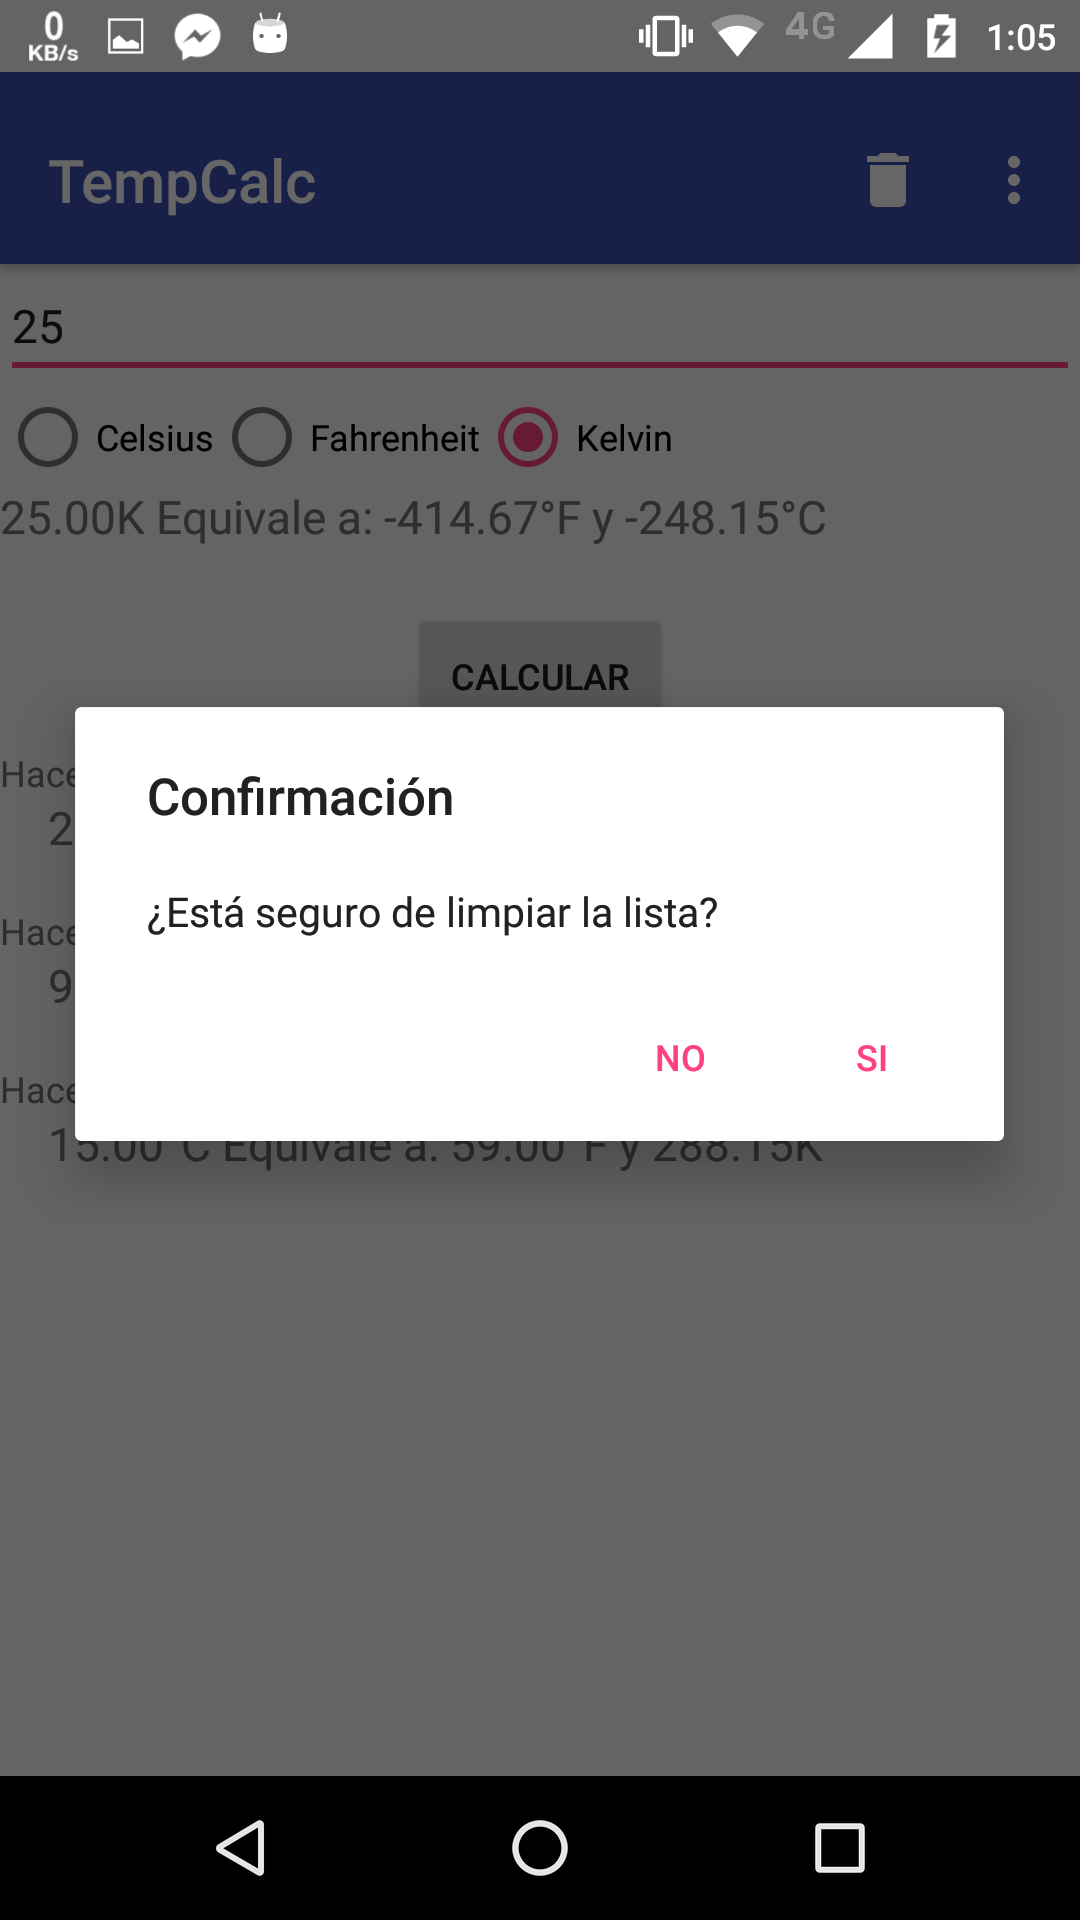 0
KB/s
4G
1:05
TempCalc
25
Celsius Fahrenheit Kelvin
25.00K Equivale a: -414.67°F y -248.15°C
CALCULAR
Hace
2
Confirmación
¿Está seguro de limpiar la lista?
Hace
9
NO SI
Hace
15.00°C Equivale a: 59.00°F y 288.15K